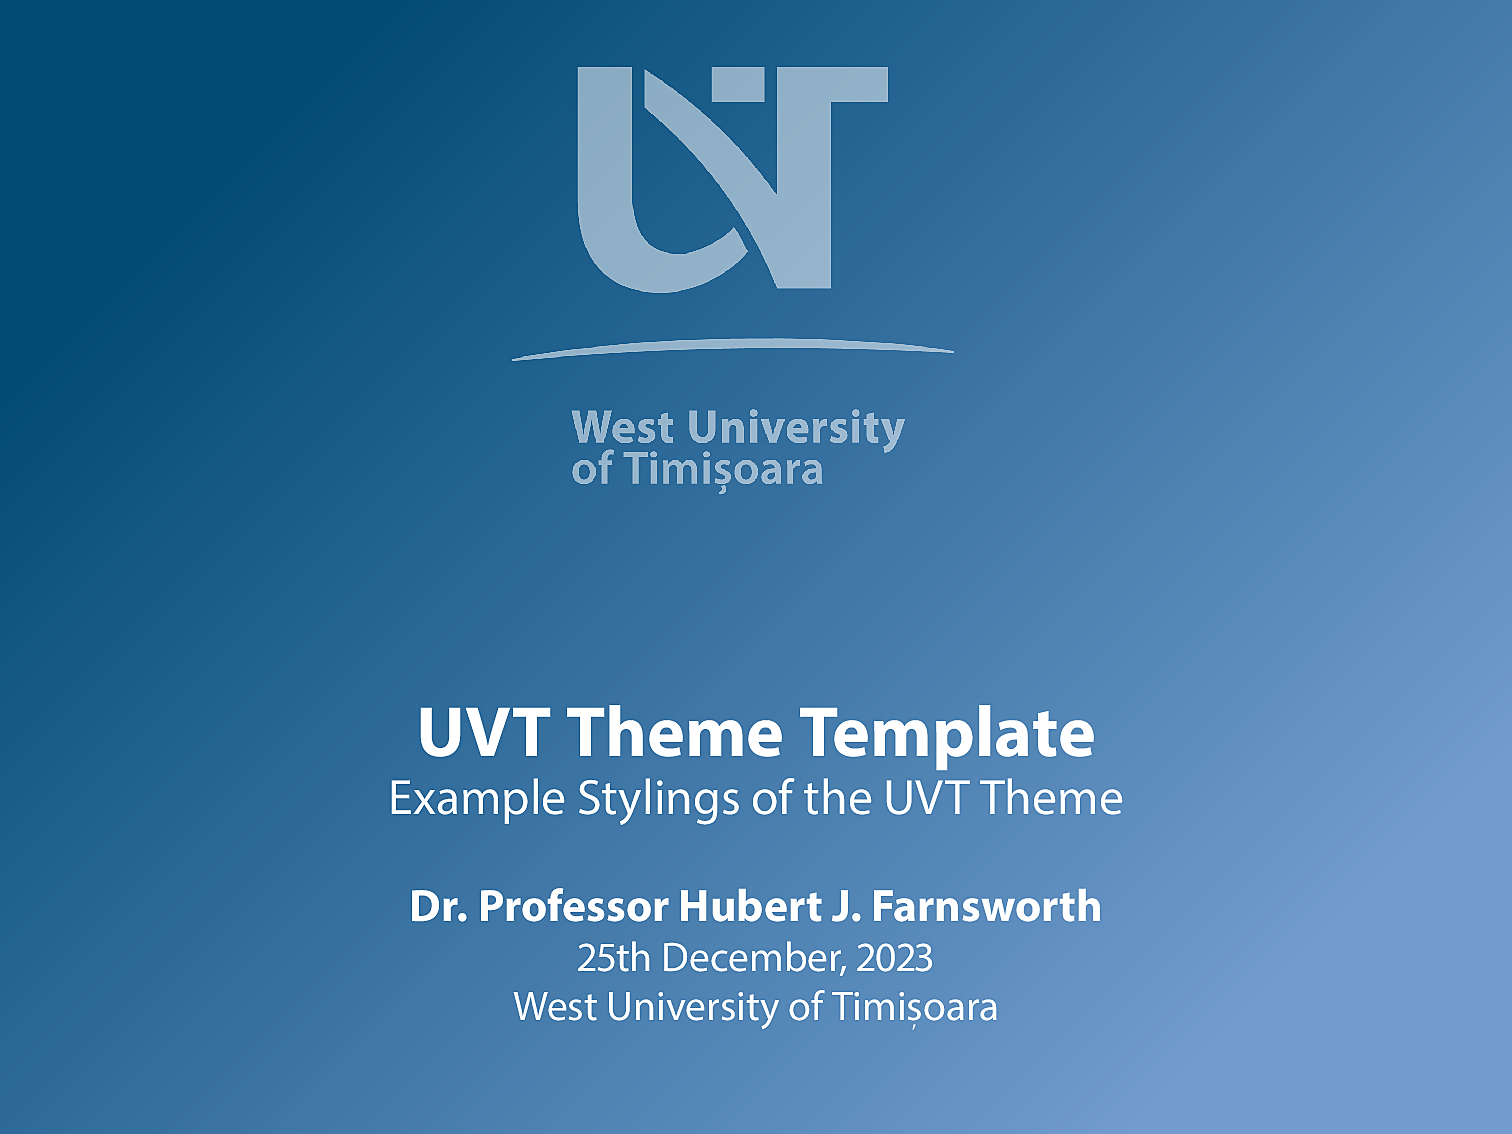 UVT
West University
of Timișoara
UVT Theme Template
Example Stylings of the UVT Theme
Dr. Professor Hubert J. Farnsworth
25th December, 2023
West University of Timișoara